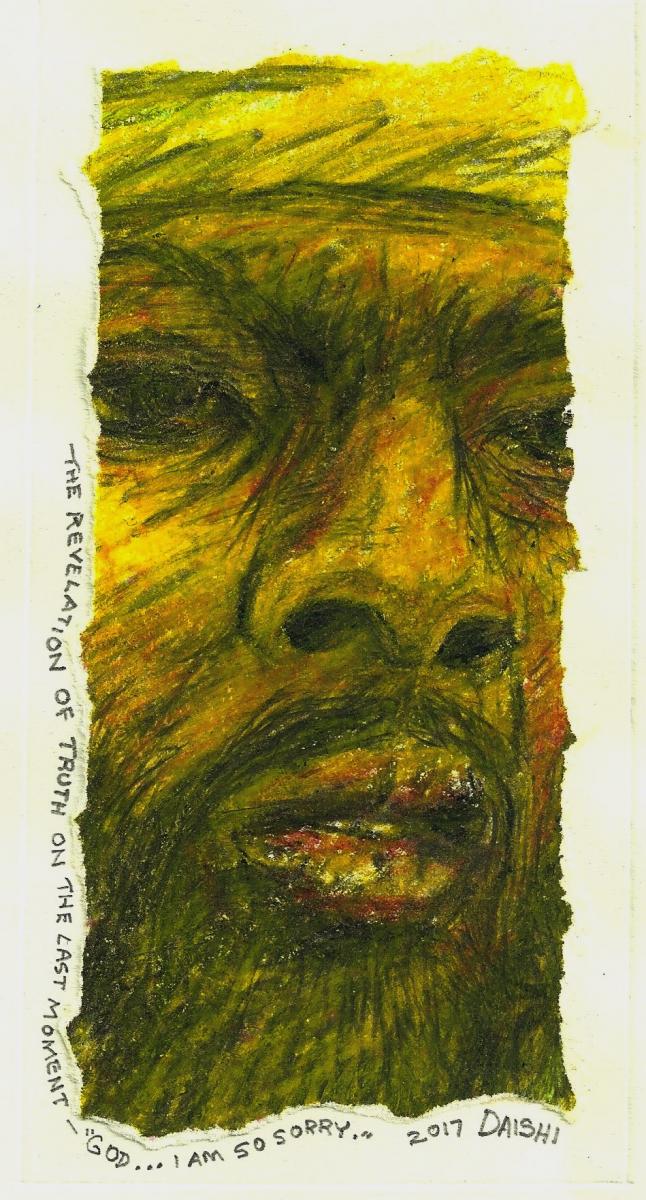 -THE REVELATION OF TRUTH ON THE LAST MOMENT-
"GOD... I AM SO SORRY... 2017 DAISHI